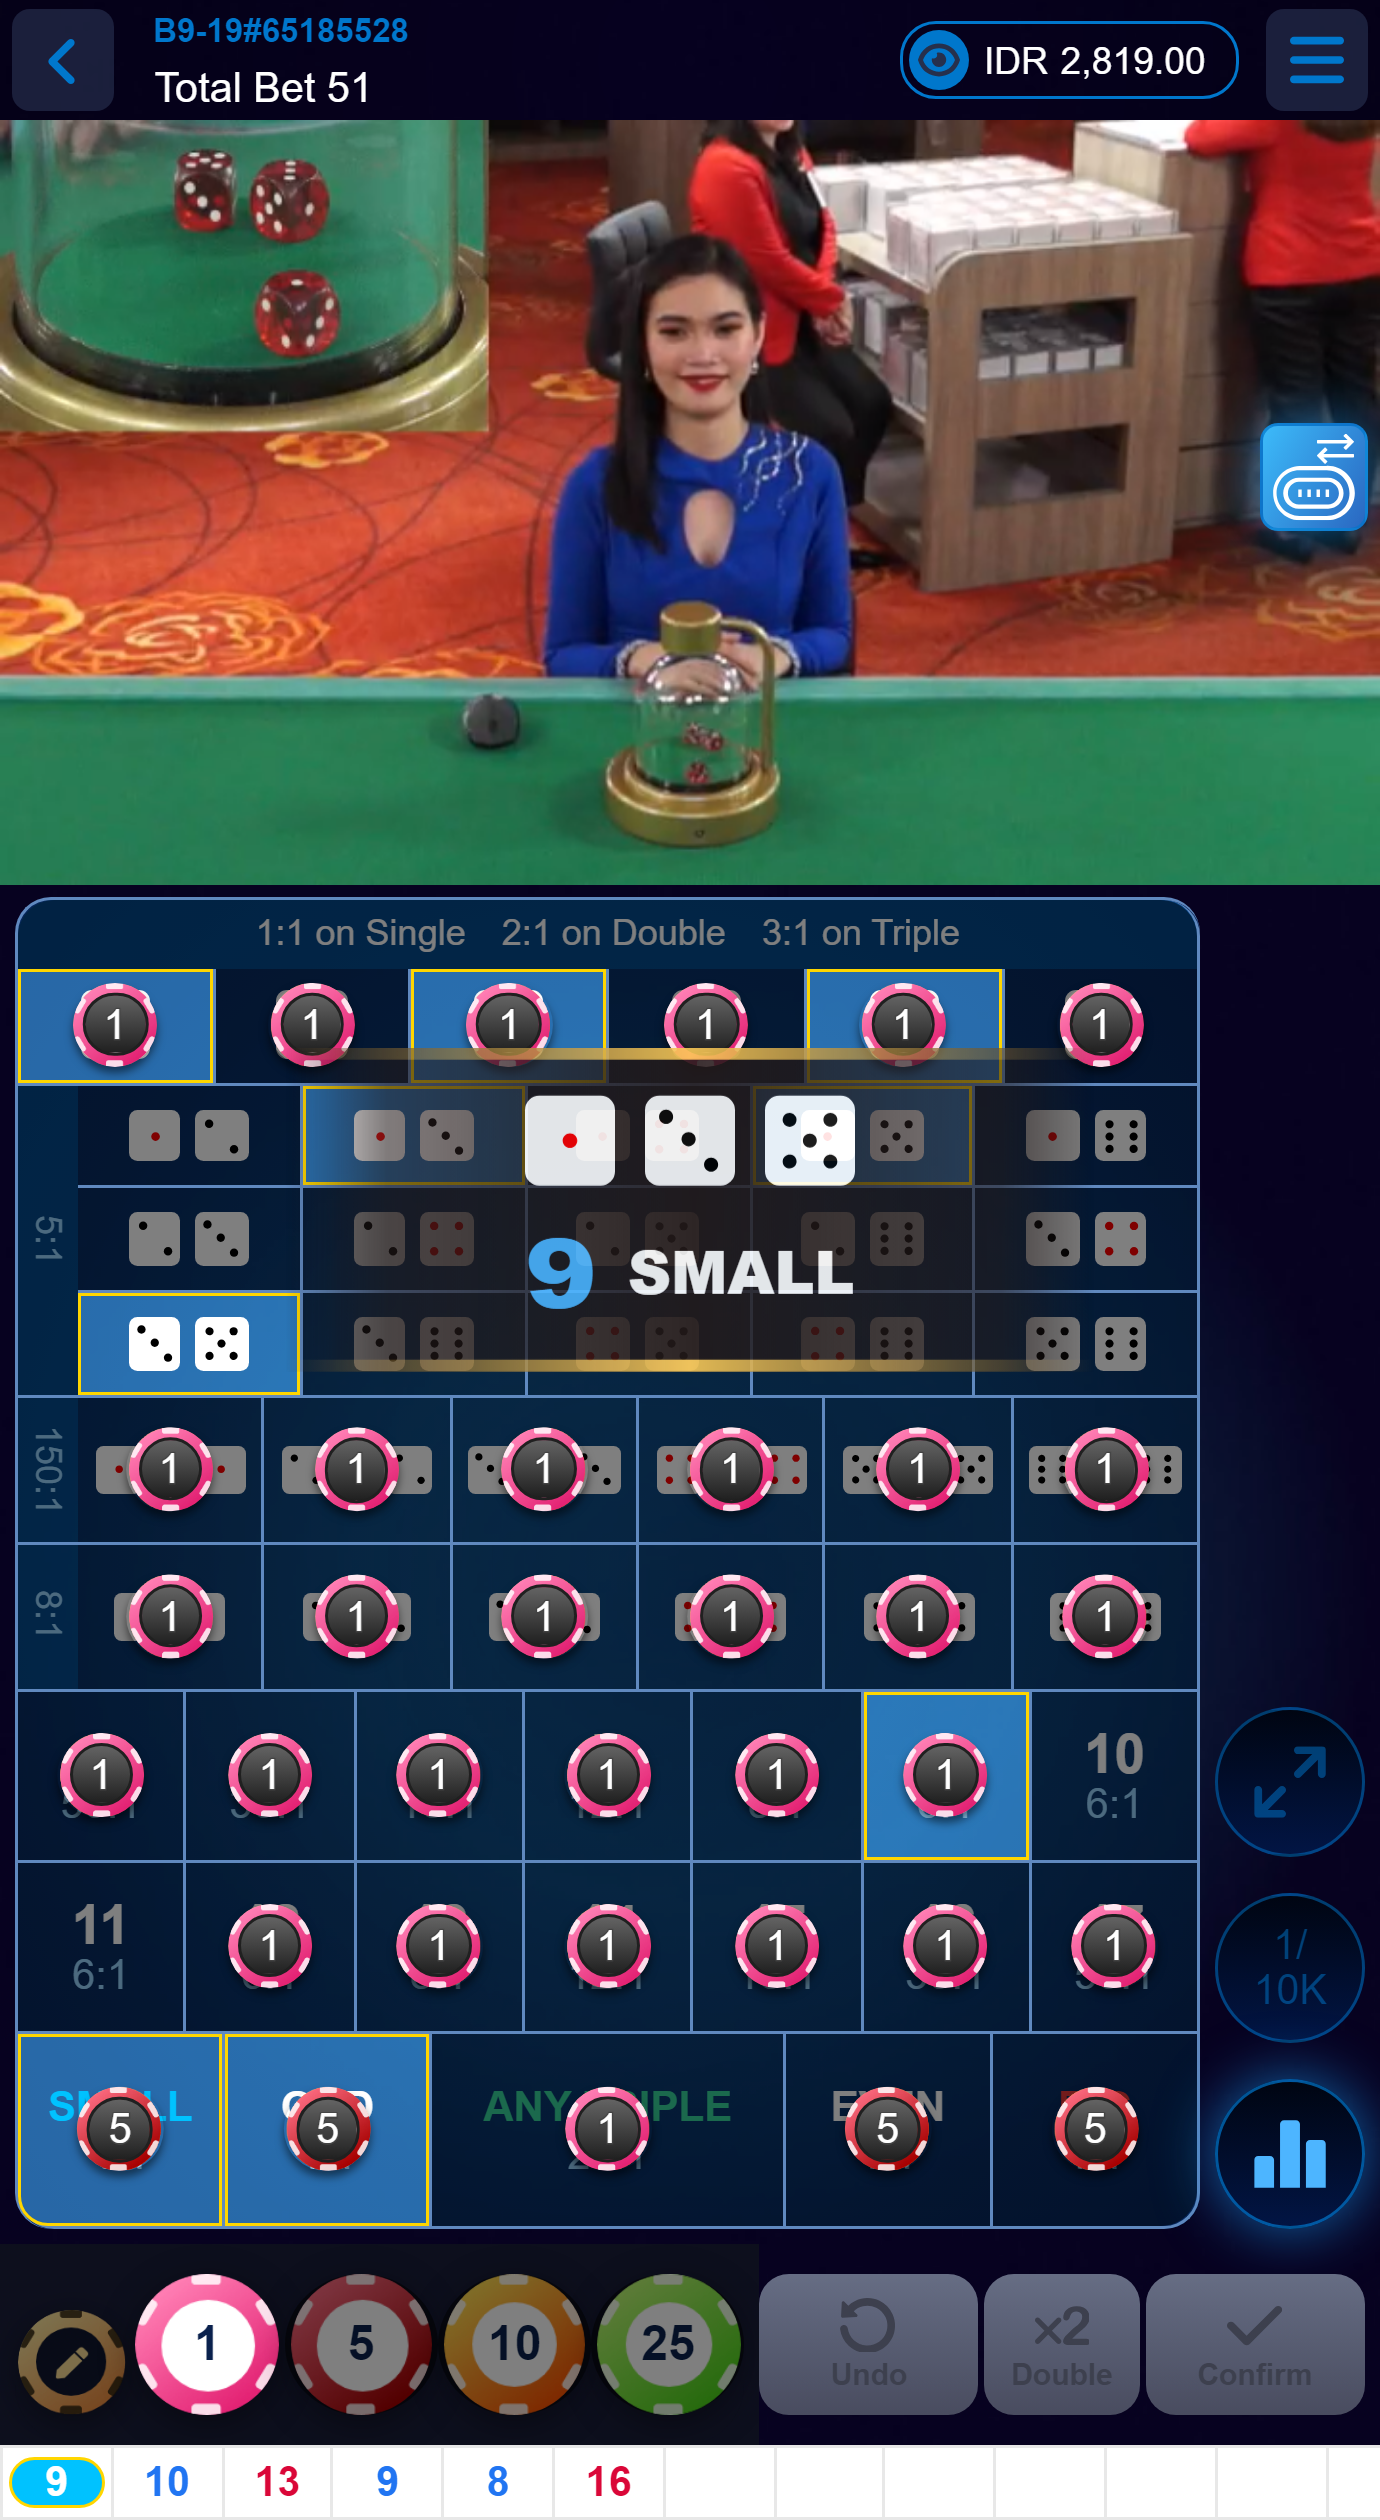 B9-19#65185528
Total Bet 51
IDR 2,819.00
1:1 on Single 2:1 on Double 3:1 on Triple
1 1 1 1 1 1
5:1
9 SMALL
150:1
1 1 1 1 1 1
8:1
1 1 1 1 1 1
1 1 1 1 1 1
10
6:1
11
6:1
1 1 1 1 1 1
5 5 1 5 5
1/
10K
1 5 10 25
Undo
x2
Double
Confirm
9 10 13 9 8 16